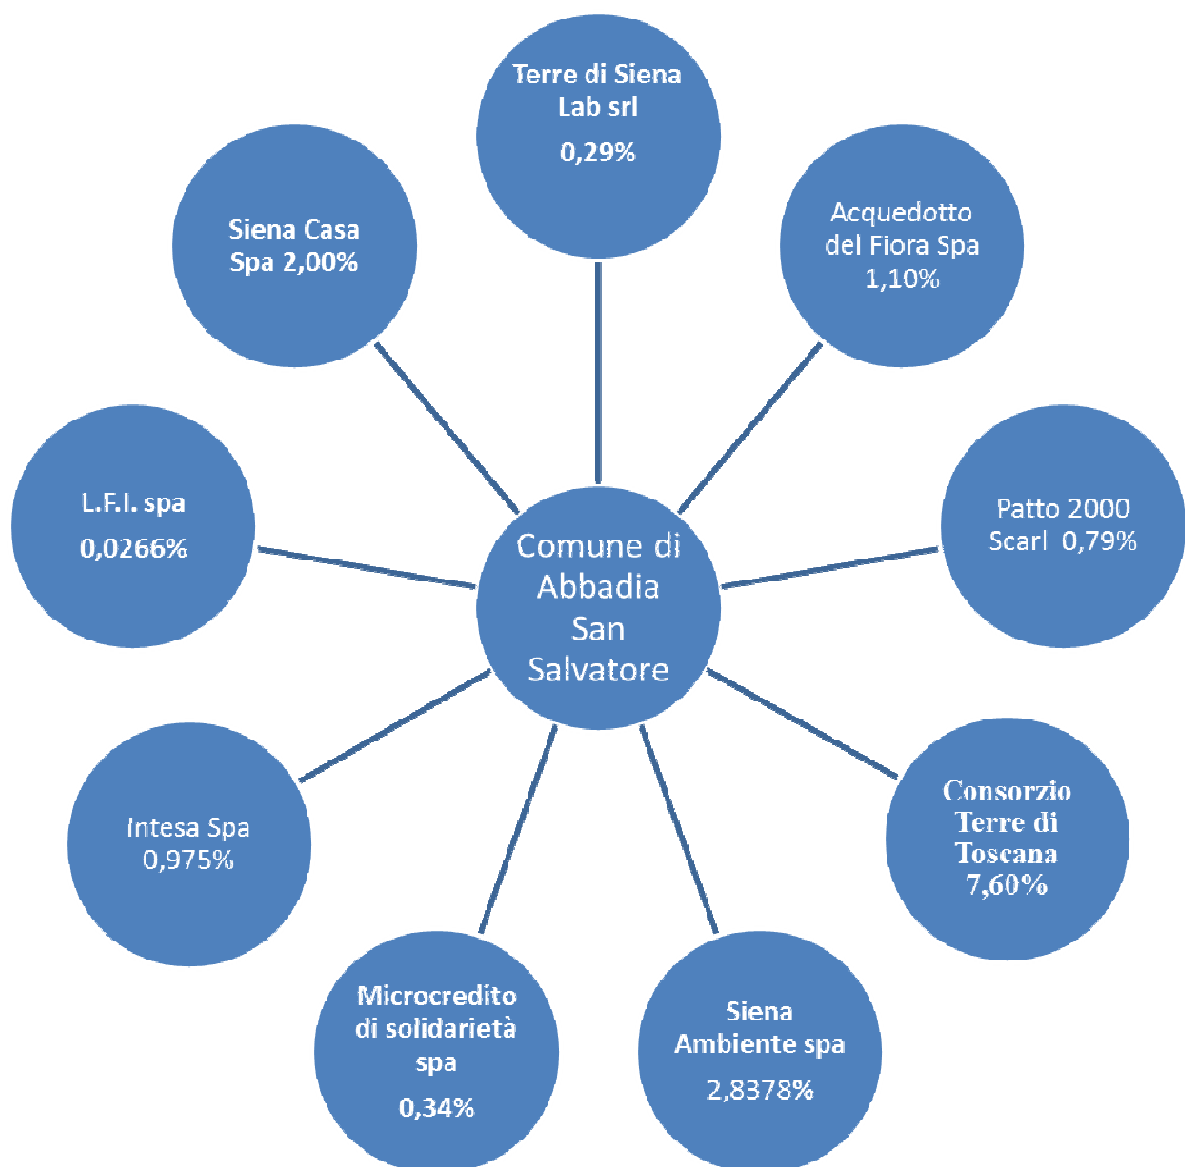 Terre di Siena
Lab srl
0,29%
Acquedotto
del Fiora Spa
1,10%
Patto 2000
Scarl 0,79%
Consorzio
Terre di
Toscana
7,60%
Siena
Ambiente spa
2,8378%
Microcredito
di solidarietà
spa
0,34%
Intesa Spa
0,975%
L.F.I. spa
0,0266%
Siena Casa
Spa 2,00%
Comune di
Abbadia
San
Salvatore